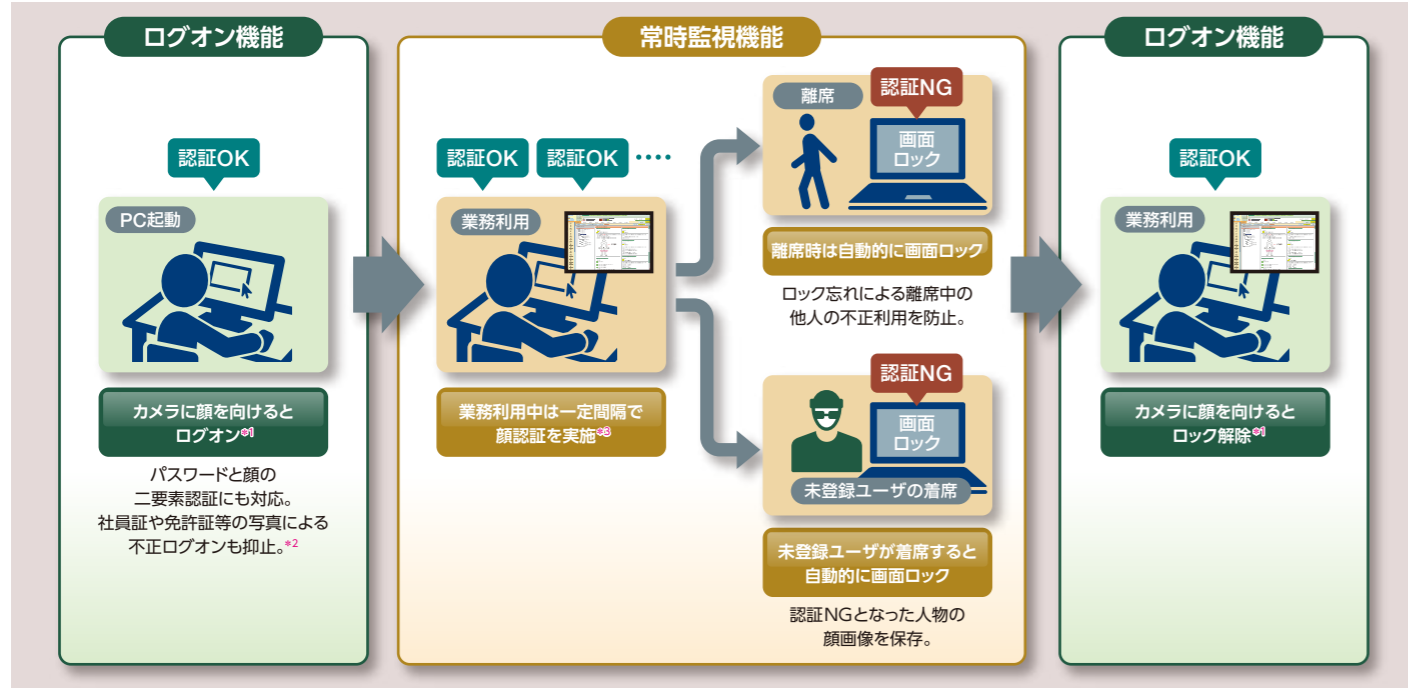 ログオン機能
認証OK
PC起動
カメラに顔を向けると
ログオン*1
パスワードと顔の
二要素認証にも対応。
社員証や免許証等の写真による
不正ログオンも抑止。*2
常時監視機能
認証OK 認証OK ‥‥
業務利用
業務利用中は一定間隔で
顔認証を実施*3
離席
認証NG
画面
ロック
離席時は自動的に画面ロック
ロック忘れによる離席中の
他人の不正利用を防止。
認証NG
画面
ロック
未登録ユーザの着席
未登録ユーザが着席すると
自動的に画面ロック
認証NGとなった人物の
顔画像を保存。
ログオン機能
認証OK
業務利用
カメラに顔を向けると
ロック解除*1